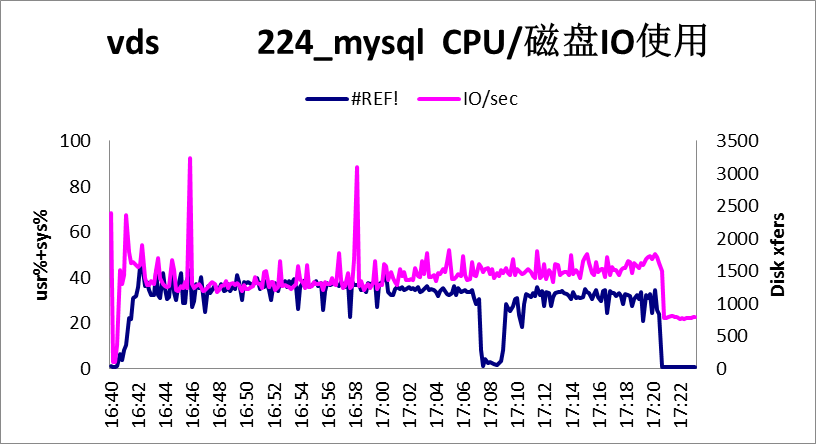 vds 224_mysql CPU/磁盘IO使用
#REF! IO/sec
100 3500
3000
80
2500
60
2000
1500
40
1000
20
500
0 0
usr%+sys%
Disk xfers
16:40 16:42 16:44 16:46 16:48 16:50 16:52 16:54 16:56 16:58 17:00 17:02 17:04 17:06 17:08 17:10 17:12 17:14 17:16 17:18 17:20 17:22